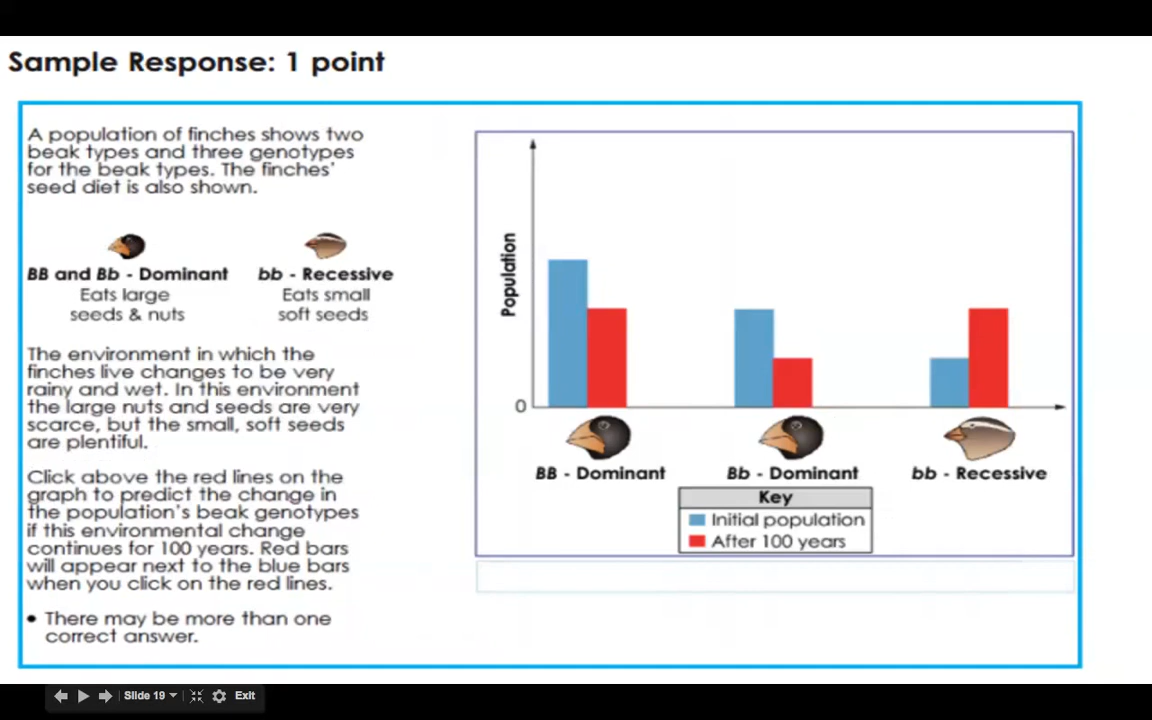 Sample Response: 1 point
A population of finches shows two
beak types and three genotypes
for the beak types. The finches'
seed diet is also shown.
BB and Bb - Dominant
Eats large
seeds & nuts
bb - Recessive
Eats small
soft seeds
The environment in which the
finches live changes to be very
rainy and wet. In this environment
the large nuts and seeds are very
scarce, but the small, soft seeds
are plentiful.
Click above the red lines on the
graph to predict the change in
the population's beak genotypes
if this environmental change
continues for 100 years. Red bars
will appear next to the blue bars
when you click on the red lines.
• There may be more than one
correct answer.
Population
0
BB - Dominant
Bb - Dominant
bb - Recessive
Key
Initial population
After 100 years
Slide 19
Exit